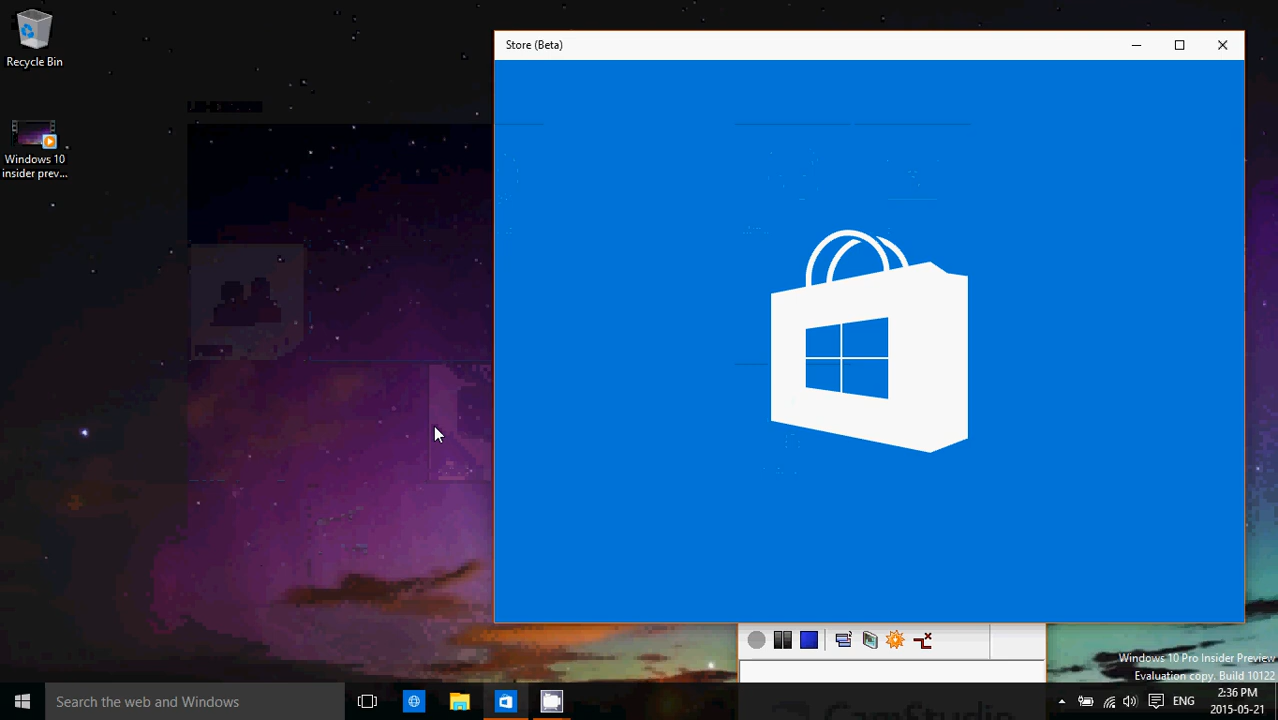 Recycle Bin
Windows 10
insider prev...
Store (Beta)
Windows 10 Pro Insider Preview
Evaluation copy. Build 10122
Search the web and Windows
CamStudio
ENG
2:36 PM
2015-05-21